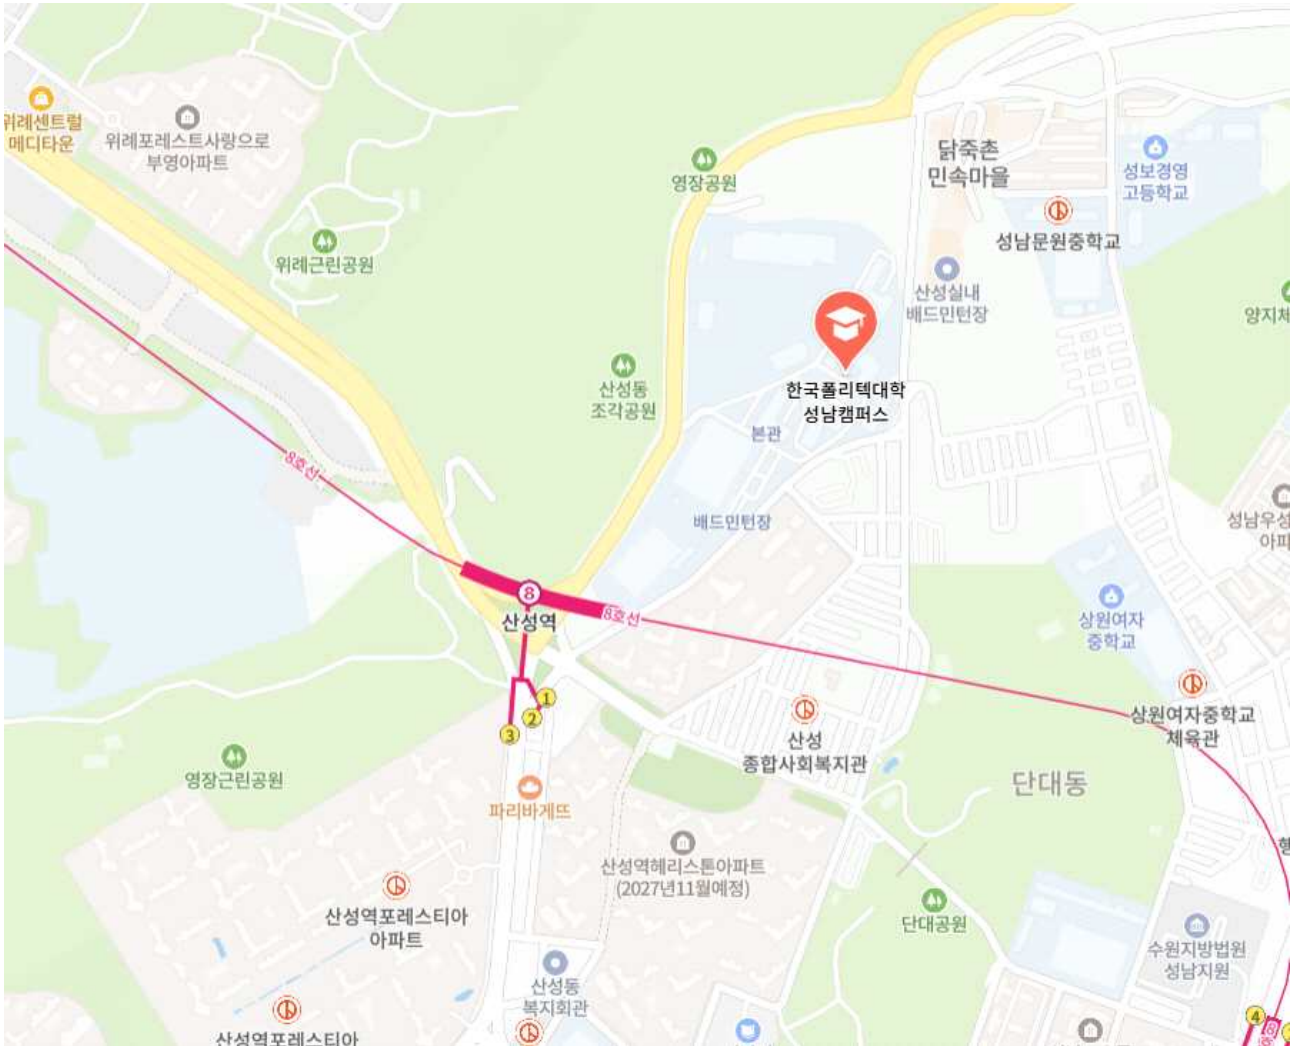 위례센트럴
메디타운
위례포레스트사랑으로
부영아파트
영장공원
닭죽촌
민속마을
성보경영
고등학교
성남문원중학교
위례근린공원
산성실내
배드민턴장
양지체
산성동
조각공원
한국폴리텍대학
성남캠퍼스
본관
8호선
배드민턴장
성남우성
아파
8
산성역
8호선
상원여자
중학교
1
2
3
산성
종합사회복지관
상원여자중학교
체육관
영장근린공원
단대동
파리바게뜨
산성역헤리스톤아파트
(2027년11월예정)
산성역포레스티아
아파트
단대공원
수원지방법원
성남지원
산성동
복지회관
4
산성역포레스티아